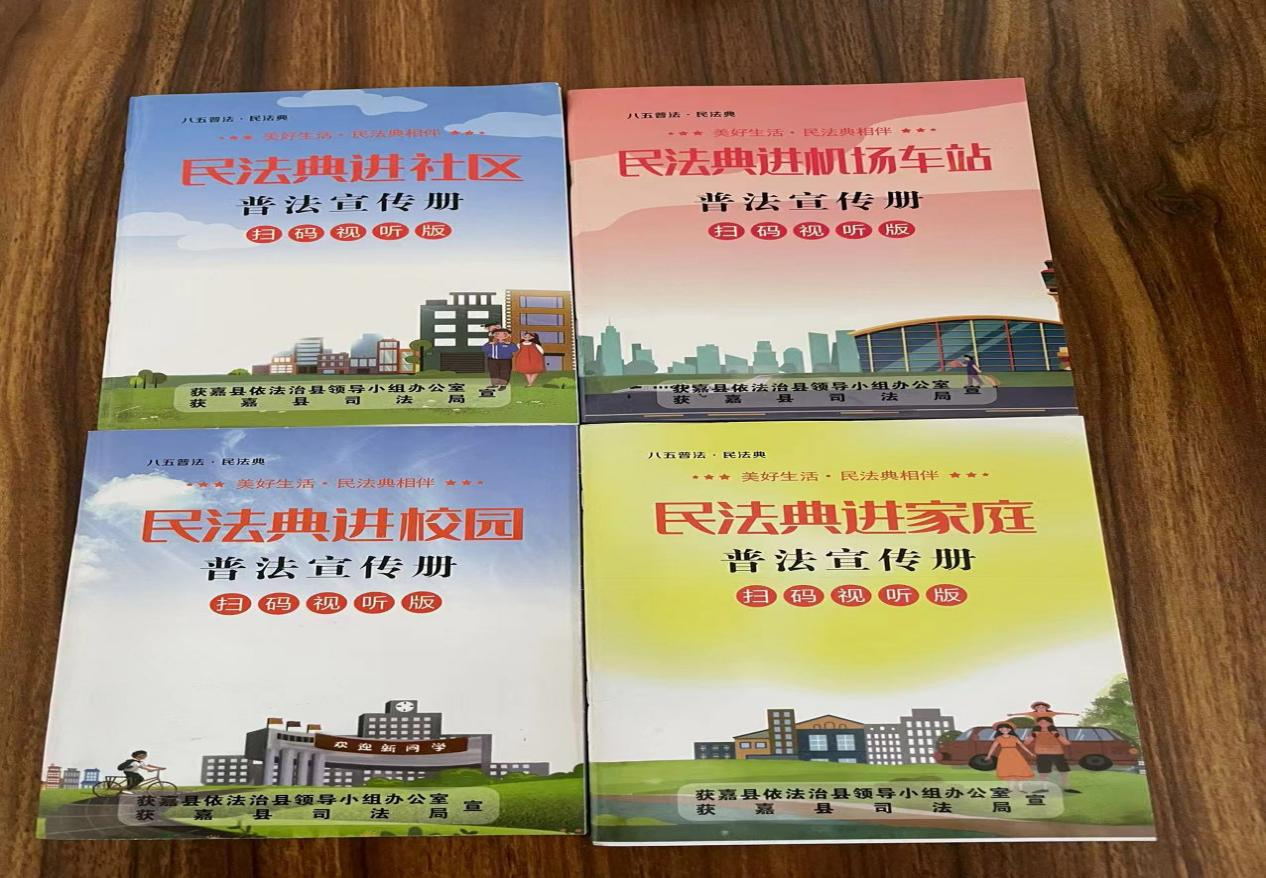 八五普法·民法典
美好生活·民法典相伴
民法典进社区
普法宣传册
扫码视听版
获嘉县依法治县领导小组办公室
获嘉县司法局
宣
八五普法·民法典
美好生活·民法典相伴
民法典进机场车站
普法宣传册
扫码视听版
获嘉县依法治县领导小组办公室
获嘉县司法局
宣
八五普法·民法典
美好生活·民法典相伴
民法典进校园
普法宣传册
扫码视听版
欢迎新同学
获嘉县依法治县领导小组办公室
获嘉县司法局
宣
八五普法·民法典
美好生活·民法典相伴
民法典进家庭
普法宣传册
扫码视听版
获嘉县依法治县领导小组办公室
获嘉县司法局
宣